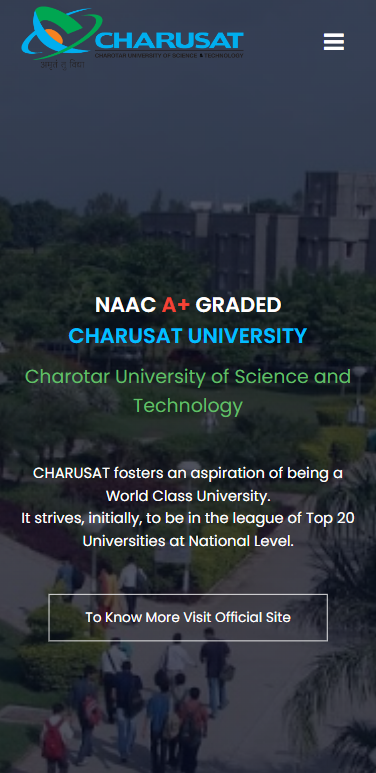 CHARUSAT
CHAROTAR UNIVERSITY OF SCIENCE & TECHNOLOGY
अमृतं तु विद्या
NAAC A+ GRADED
CHARUSAT UNIVERSITY
Charotar University of Science and
Technology
CHARUSAT fosters an aspiration of being a
World Class University.
It strives, initially, to be in the league of Top 20
Universities at National Level.
To Know More Visit Official Site